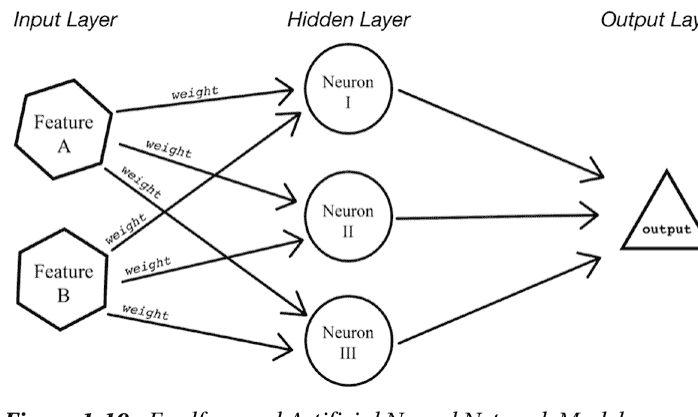 Input Layer
Hidden Layer
Output Lay
weight
Neuron
I
Feature
A
weight
weight
Neuron
II
output
weight
Feature
B
weight
weight
Neuron
III